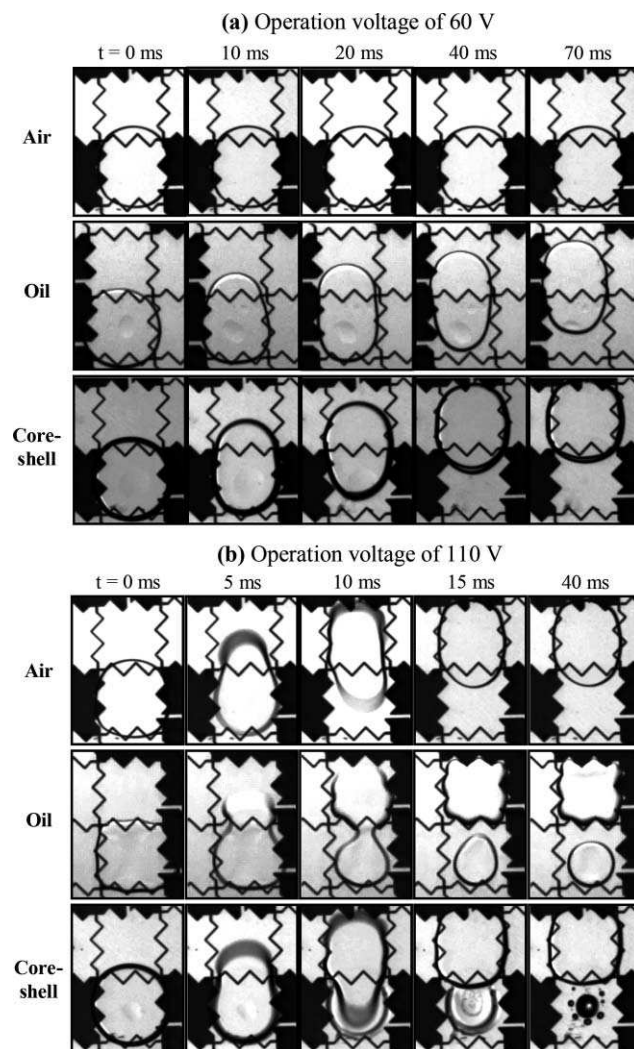 (a) Operation voltage of 60 V
t = 0 ms 10 ms 20 ms 40 ms 70 ms
Air
Oil
Core-
shell
(b) Operation voltage of 110 V
t = 0 ms 5 ms 10 ms 15 ms 40 ms
Air
Oil
Core-
shell